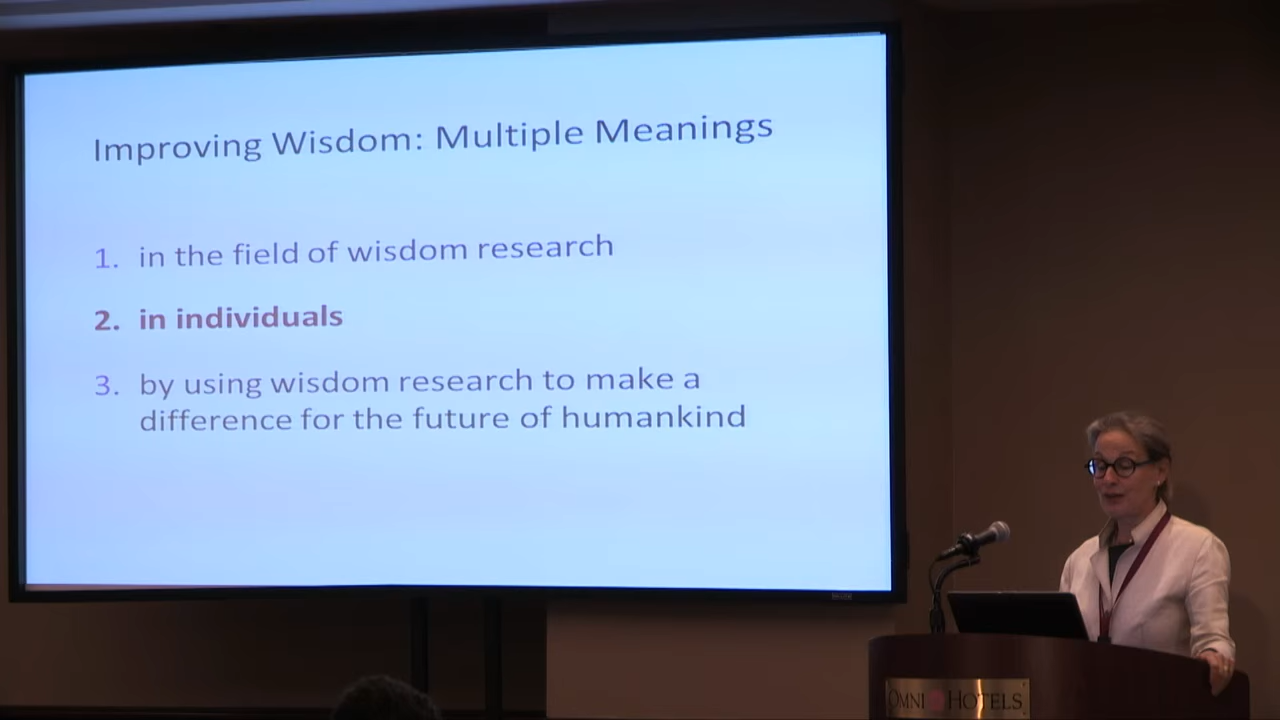 Improving Wisdom: Multiple Meanings
1. in the field of wisdom research
2. in individuals
3. by using wisdom research to make a
difference for the future of humankind
OMNI HOTELS